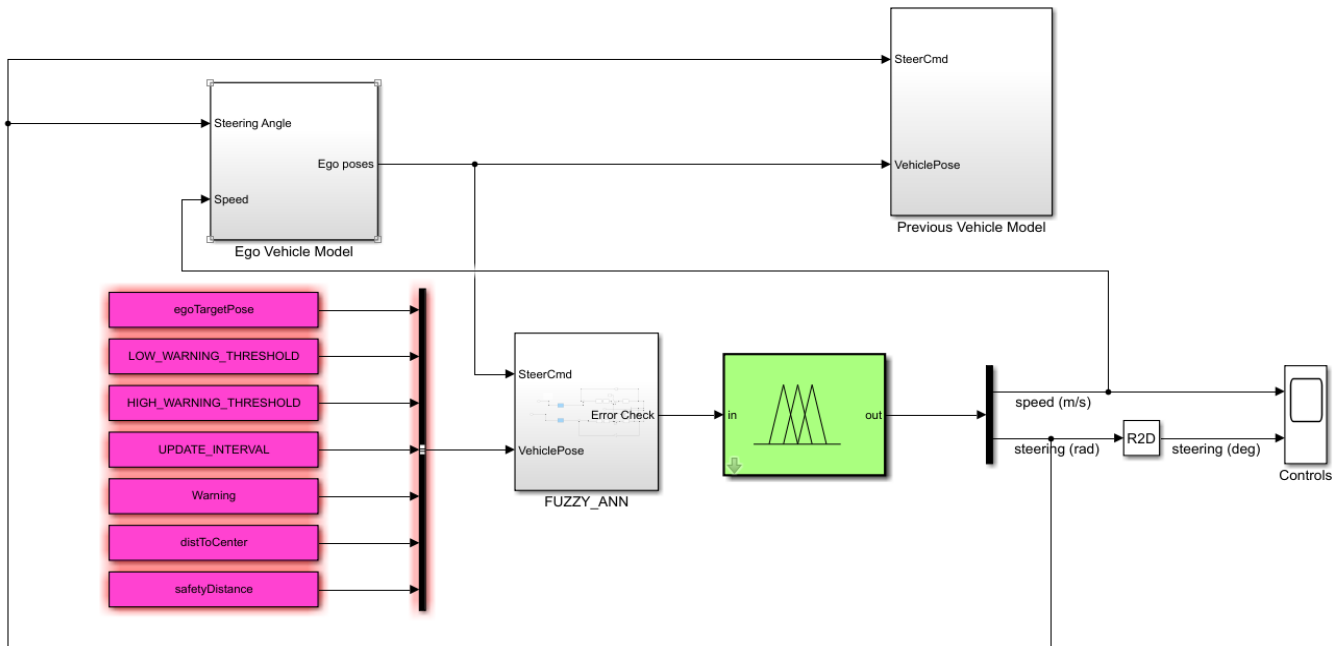 SteerCmd
VehiclePose
Previous Vehicle Model
Steering Angle
Ego poses
Speed
Ego Vehicle Model
egoTargetPose
LOW_WARNING_THRESHOLD
HIGH_WARNING_THRESHOLD
UPDATE_INTERVAL
Warning
distToCenter
safetyDistance
SteerCmd
Error Check
VehiclePose
FUZZY_ANN
in
out
speed (m/s)
steering (rad)
R2D
steering (deg)
Controls